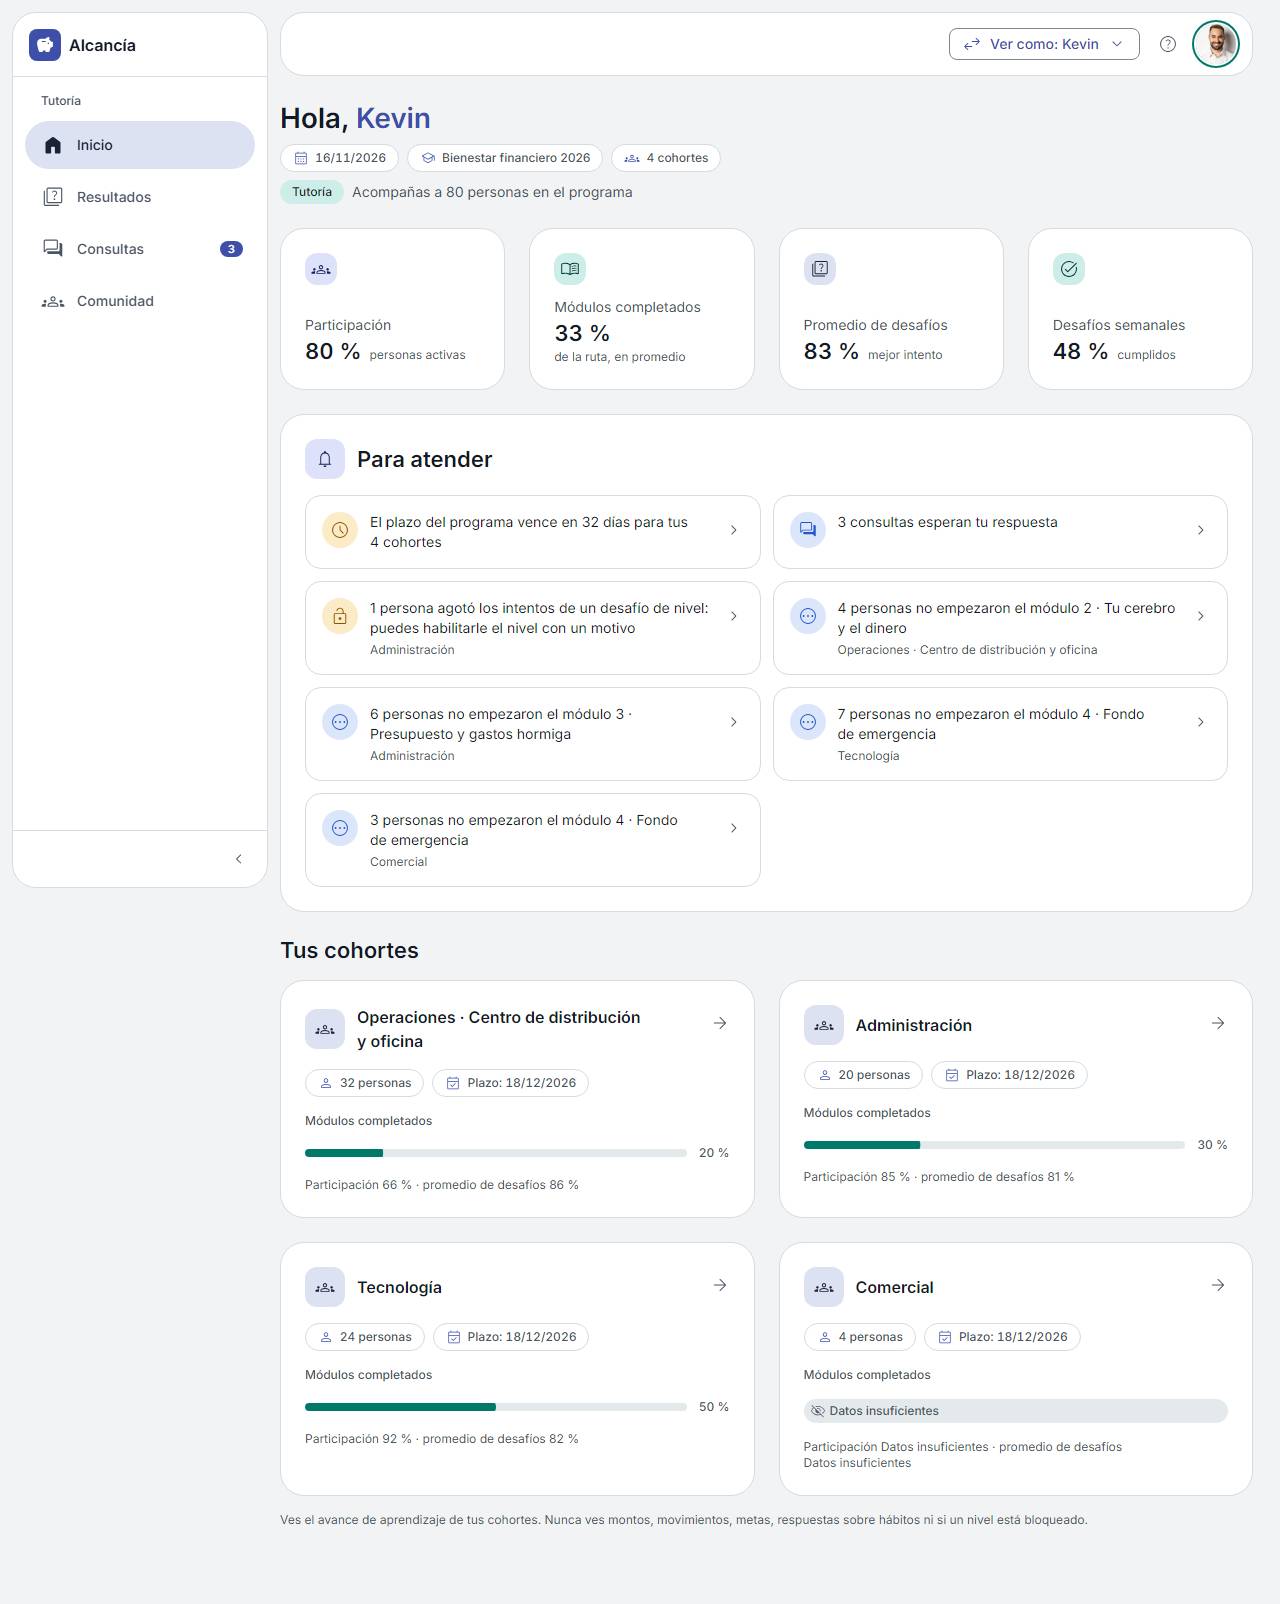 Alcancía
Ver como: Kevin
Tutoría
Inicio
Resultados
Consultas 3
Comunidad
Hola, Kevin
16/11/2026 Bienestar financiero 2026 4 cohortes
Tutoría Acompañas a 80 personas en el programa
Participación
80 % personas activas
Módulos completados
33 %
de la ruta, en promedio
Promedio de desafíos
83 % mejor intento
Desafíos semanales
48 % cumplidos
Para atender
El plazo del programa vence en 32 días para tus
4 cohortes
3 consultas esperan tu respuesta
1 persona agotó los intentos de un desafío de nivel:
puedes habilitarle el nivel con un motivo
Administración
4 personas no empezaron el módulo 2 · Tu cerebro
y el dinero
Operaciones · Centro de distribución y oficina
6 personas no empezaron el módulo 3 ·
Presupuesto y gastos hormiga
Administración
7 personas no empezaron el módulo 4 · Fondo
de emergencia
Tecnología
3 personas no empezaron el módulo 4 · Fondo
de emergencia
Comercial
Tus cohortes
Operaciones · Centro de distribución
y oficina
32 personas Plazo: 18/12/2026
Módulos completados
20 %
Participación 66 % · promedio de desafíos 86 %
Administración
20 personas Plazo: 18/12/2026
Módulos completados
30 %
Participación 85 % · promedio de desafíos 81 %
Tecnología
24 personas Plazo: 18/12/2026
Módulos completados
50 %
Participación 92 % · promedio de desafíos 82 %
Comercial
4 personas Plazo: 18/12/2026
Módulos completados
Datos insuficientes
Participación Datos insuficientes · promedio de desafíos
Datos insuficientes
Ves el avance de aprendizaje de tus cohortes. Nunca ves montos, movimientos, metas, respuestas sobre hábitos ni si un nivel está bloqueado.